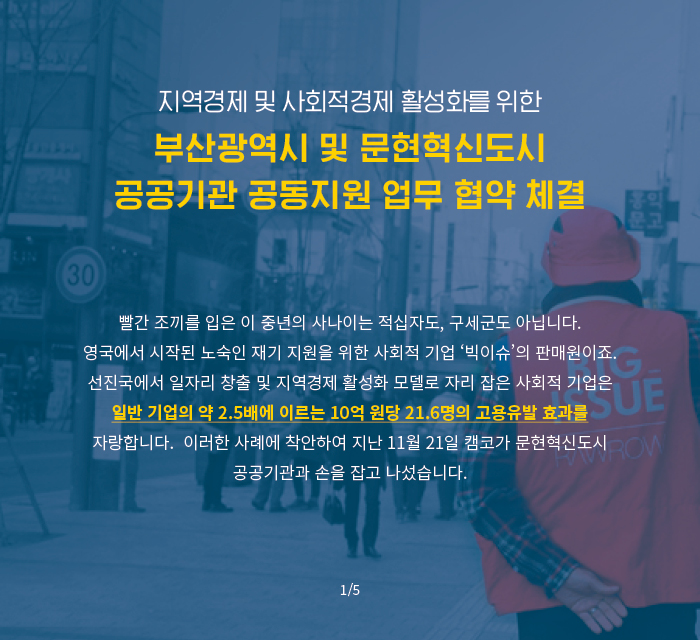 지역경제 및 사회적경제 활성화를 위한
부산광역시 및 문현혁신도시
공공기관 공동지원 업무 협약 체결
30
홍익
문고
빨간 조끼를 입은 이 중년의 사나이는 적십자도, 구세군도 아닙니다.
영국에서 시작된 노숙인 재기 지원을 위한 사회적 기업 ‘빅이슈’의 판매원이죠.
선진국에서 일자리 창출 및 지역경제 활성화 모델로 자리 잡은 사회적 기업은
일반 기업의 약 2.5배에 이르는 10억 원당 21.6명의 고용유발 효과를
자랑합니다. 이러한 사례에 착안하여 지난 11월 21일 캠코가 문현혁신도시
공공기관과 손을 잡고 나섰습니다.
BIG
ISSUE
RAWROW
1/5